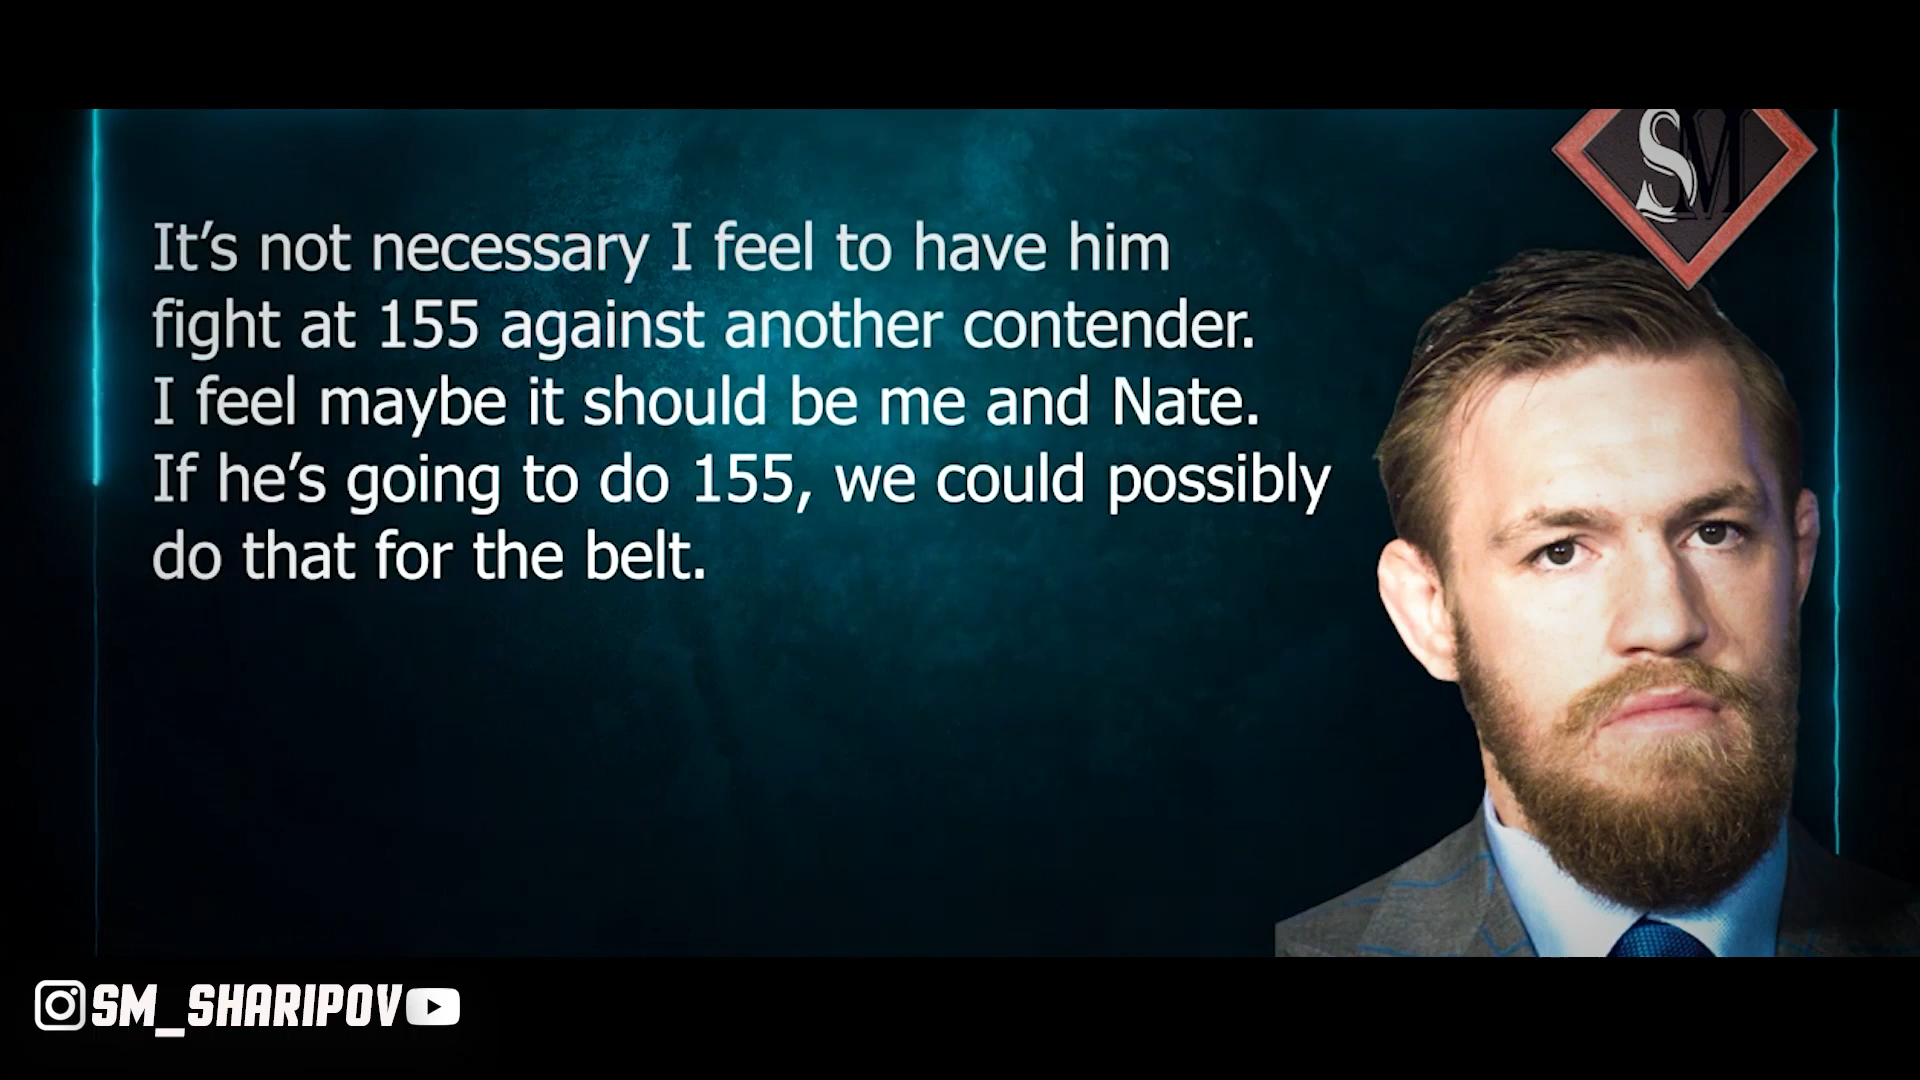 SM
It's not necessary I feel to have him
fight at 155 against another contender.
I feel maybe it should be me and Nate.
If he's going to do 155, we could possibly
do that for the belt.
SM_SHARIPOV